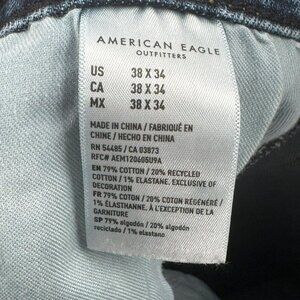 AMERICAN EAGLE
OUTFITTERS
US 38 X 34
CA 38 X 34
MX 38 X 34
MADE IN CHINA / FABRIQUÉ EN
CHINE / HECHO EN CHINA
RN 54485 / CA 03873
RFC# AEM120605U9A
EN 79% COTTON / 20% RECYCLED
COTTON / 1% ELASTANE. EXCLUSIVE OF
DECORATION
FR 79% COTON / 20% COTON RÉGÉNÉRÉ /
1% ÉLASTHANNE. À L'EXCEPTION DE LA
GARNITURE
SP 79% algodón / 20% algodón
reciclado / 1% elastano